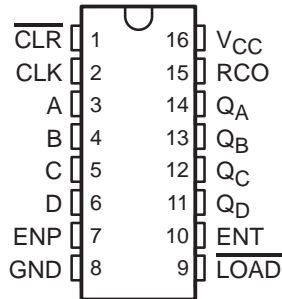 CLR 1 16 VCC
CLK 2 15 RCO
A 3 14 QA
B 4 13 QB
C 5 12 QC
D 6 11 QD
ENP 7 10 ENT
GND 8 9 LOAD